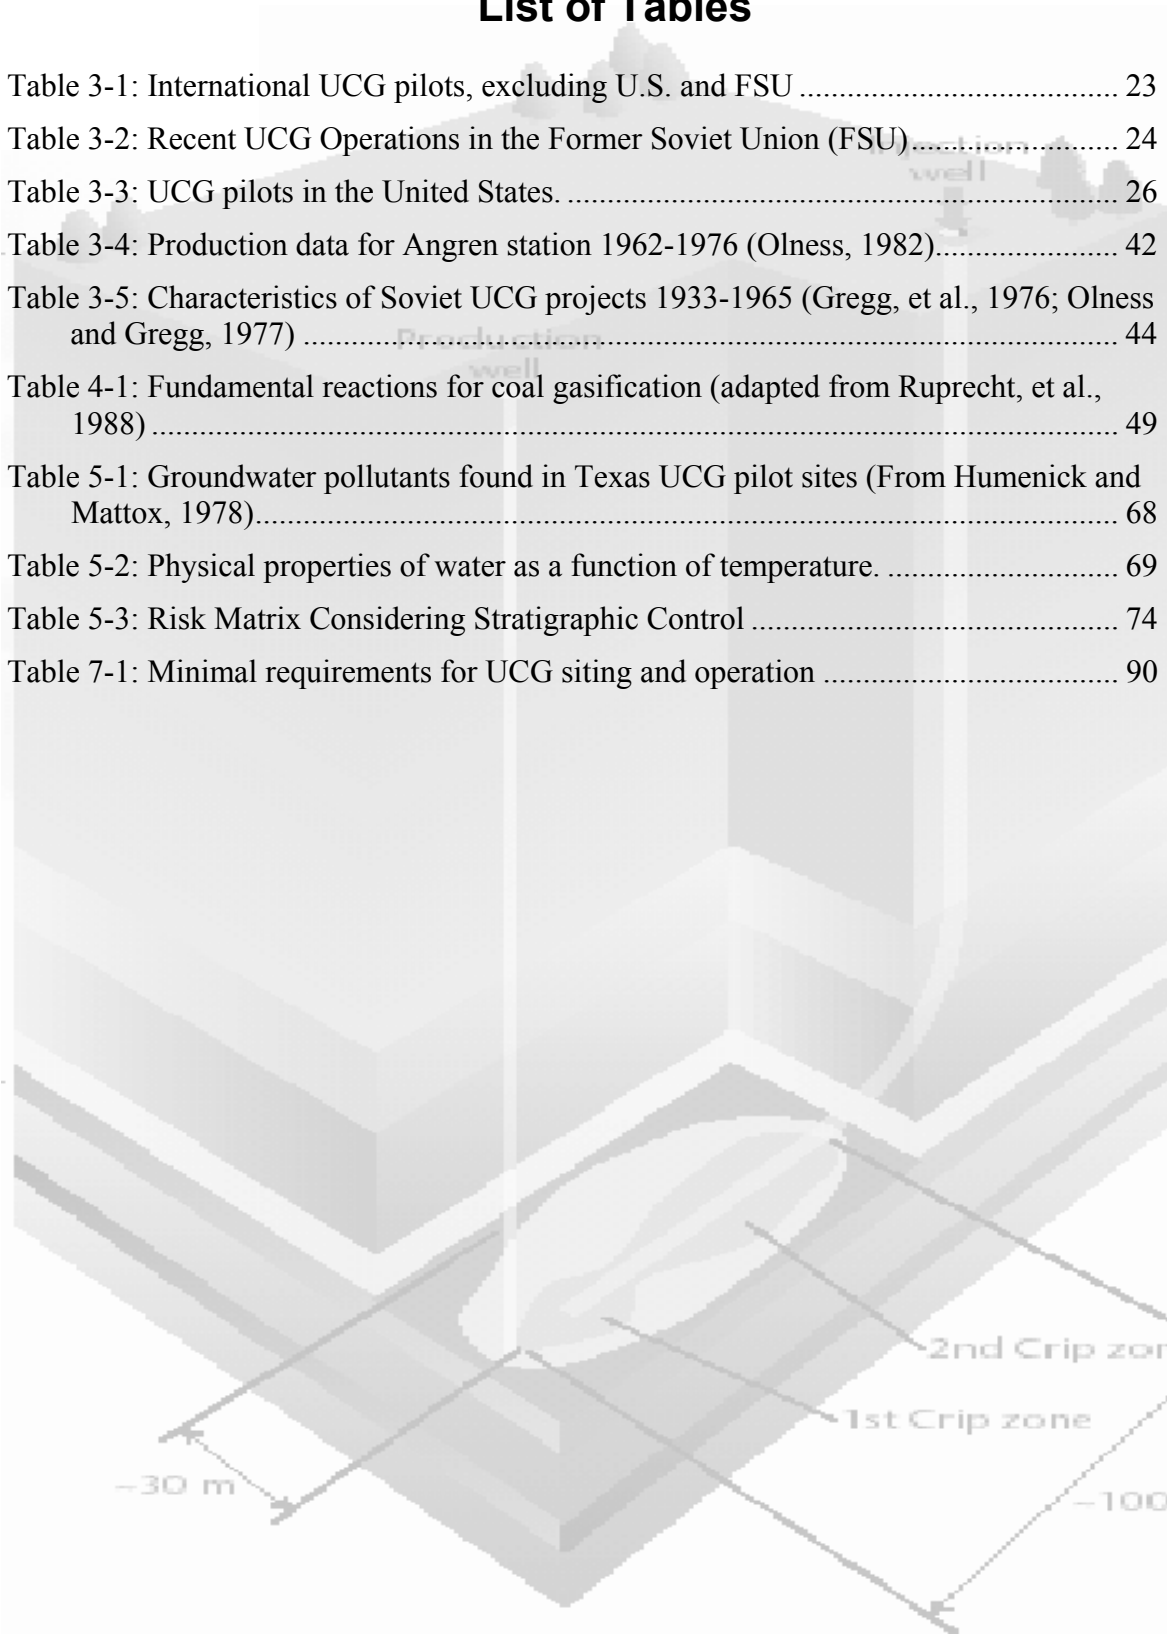 List of Tables
Table 3-1: International UCG pilots, excluding U.S. and FSU ........................................ 23
Table 3-2: Recent UCG Operations in the Former Soviet Union (FSU).......................... 24
Injection
well
Table 3-3: UCG pilots in the United States. ..................................................................... 26
Table 3-4: Production data for Angren station 1962-1976 (Olness, 1982)....................... 42
Table 3-5: Characteristics of Soviet UCG projects 1933-1965 (Gregg, et al., 1976; Olness
and Gregg, 1977) ...................................................................................................... 44
Production
well
Table 4-1: Fundamental reactions for coal gasification (adapted from Ruprecht, et al.,
1988) ......................................................................................................................... 49
Table 5-1: Groundwater pollutants found in Texas UCG pilot sites (From Humenick and
Mattox, 1978)............................................................................................................ 68
Table 5-2: Physical properties of water as a function of temperature. ............................. 69
Table 5-3: Risk Matrix Considering Stratigraphic Control .............................................. 74
Table 7-1: Minimal requirements for UCG siting and operation ..................................... 90
2nd Crip
1st Crip zone
~30 m
~100